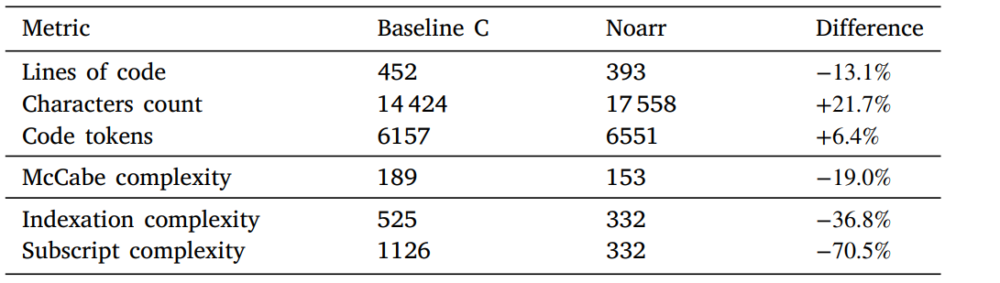 Metric Baseline C Noarr Difference
Lines of code 452 393 −13.1%
Characters count 14 424 17 558 +21.7%
Code tokens 6157 6551 +6.4%
McCabe complexity 189 153 −19.0%
Indexation complexity 525 332 −36.8%
Subscript complexity 1126 332 −70.5%